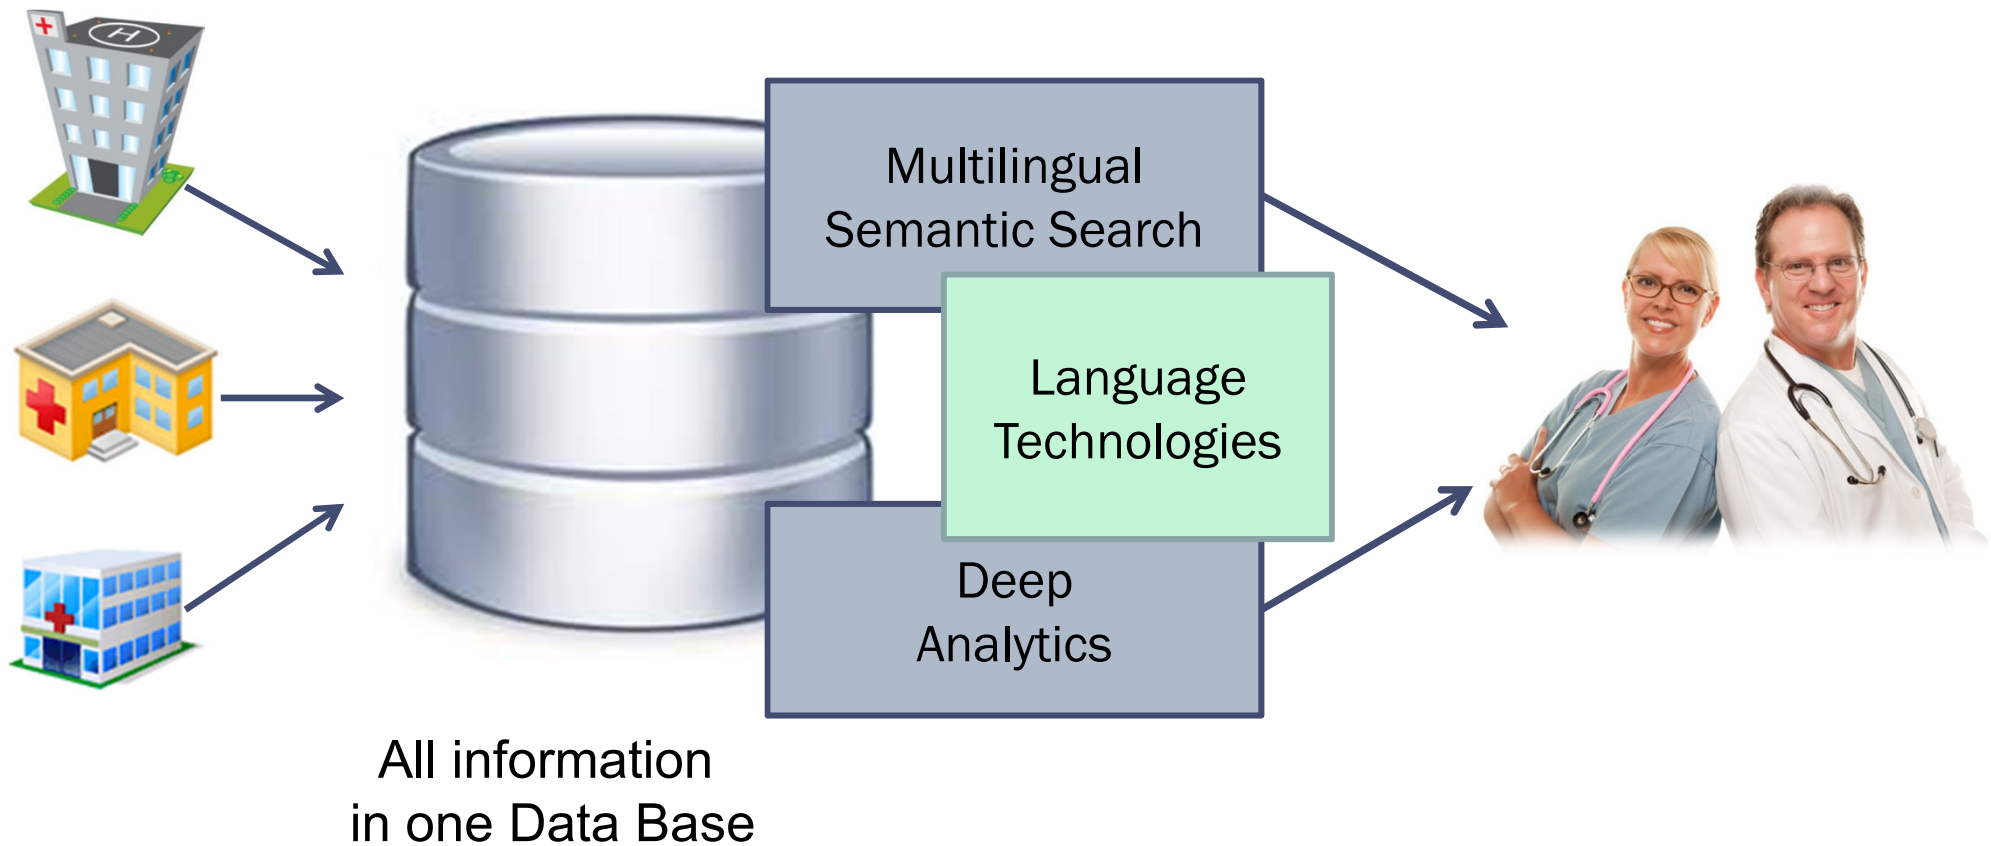 H
Multilingual
Semantic Search
Language
Technologies
Deep
Analytics
All information
in one Data Base